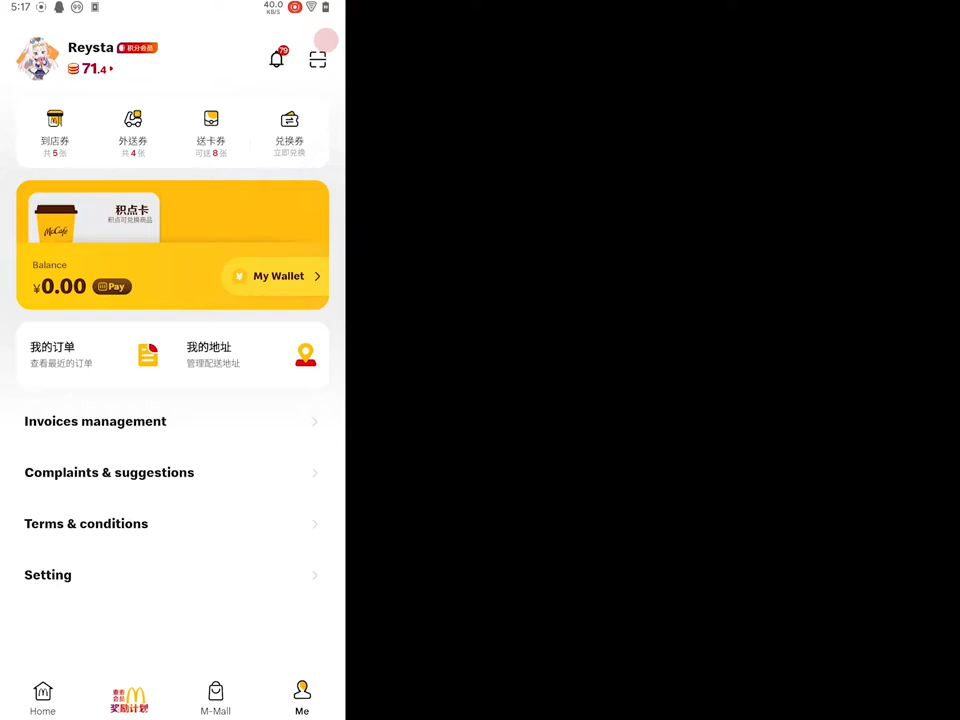 5:17
99
40.0
KB/S
Reysta 积分会员
71.4
79
到店券
共5张
外送券
共4张
送卡券
可送8张
兑换券
立即兑换
积点卡
积点可兑换商品
McCafé
Balance
¥0.00 Pay
My Wallet
我的订单
查看最近的订单
我的地址
管理配送地址
Invoices management
Complaints & suggestions
Terms & conditions
Setting
Home
麦麦会员
奖励计划
M-Mall
Me